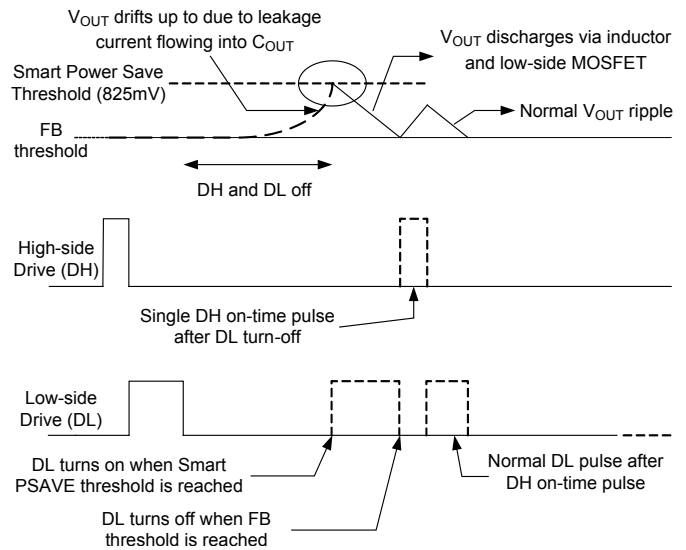 VOUT drifts up to due to leakage
current flowing into COUT
VOUT discharges via inductor
and low-side MOSFET
Smart Power Save
Threshold (825mV)
Normal VOUT ripple
FB
threshold
DH and DL off
High-side
Drive (DH)
Single DH on-time pulse
after DL turn-off
Low-side
Drive (DL)
DL turns on when Smart
PSAVE threshold is reached
Normal DL pulse after
DH on-time pulse
DL turns off when FB
threshold is reached